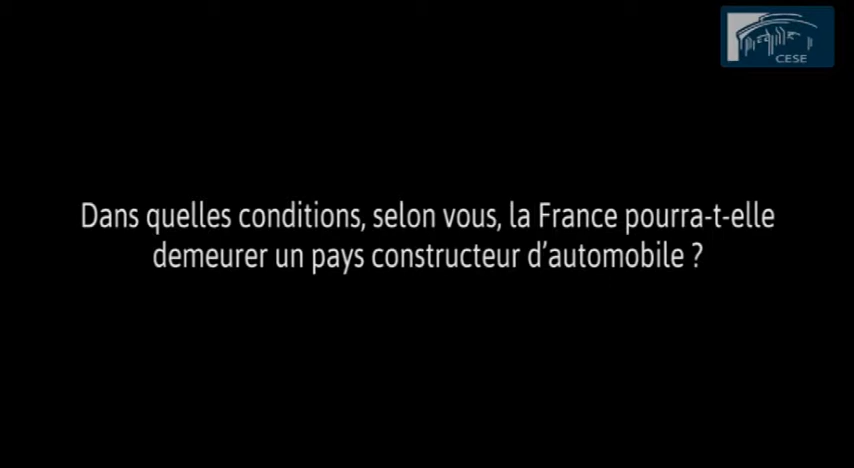 CESE
Dans quelles conditions, selon vous, la France pourra-t-elle
demeurer un pays constructeur d’automobile ?